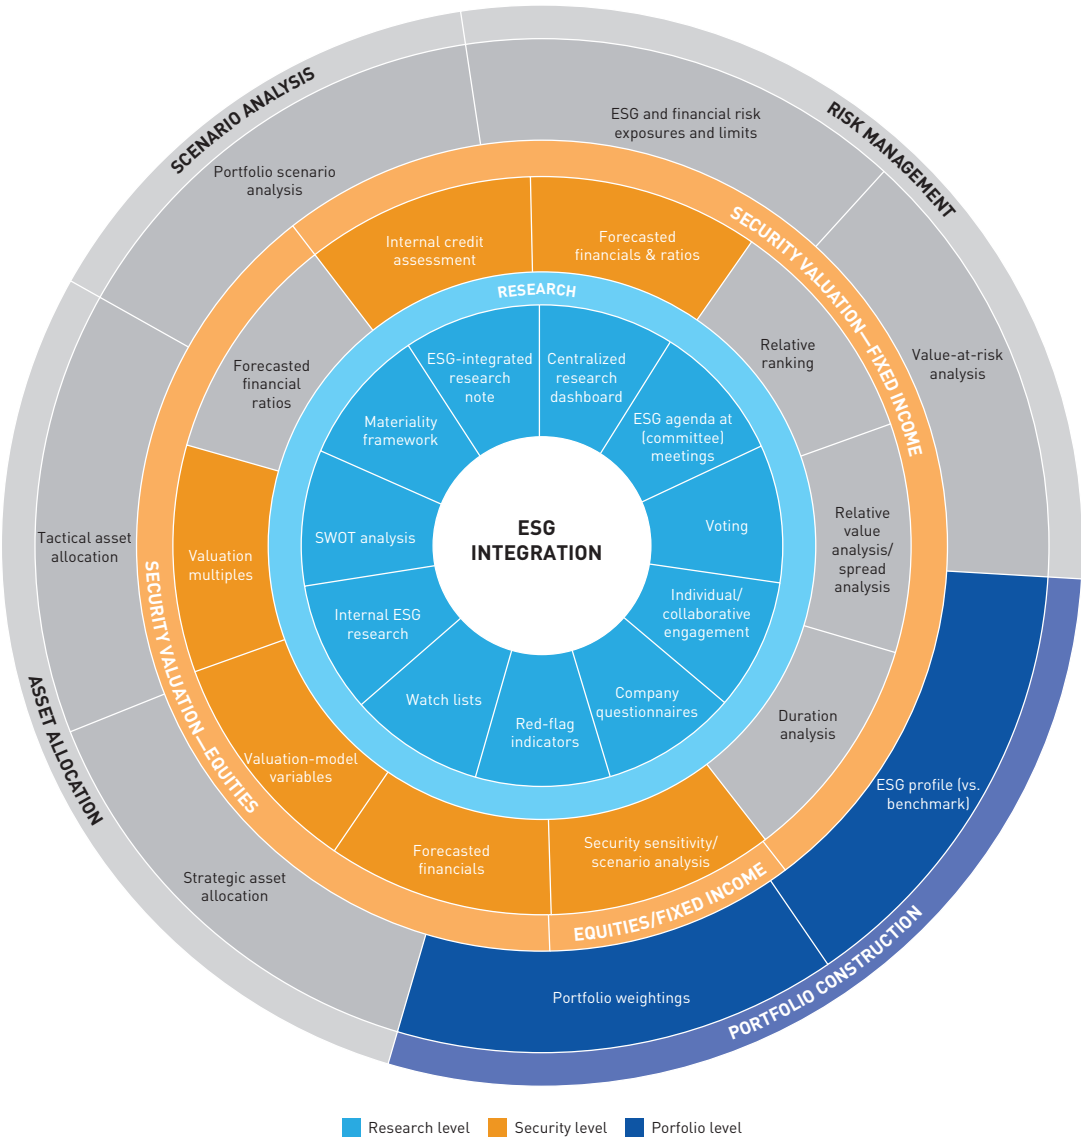 SCENARIO ANALYSIS
RISK MANAGEMENT
ESG and financial risk
exposures and limits
Portfolio scenario
analysis
SECURITY VALUATION—FIXED INCOME
Internal credit
assessment
Forecasted
financials & ratios
RESEARCH
Relative
ranking
Value-at-risk
analysis
Forecasted
financial
ratios
ESG-integrated
research
note
Centralized
research
dashboard
Materiality
framework
ESG agenda at
(committee)
meetings
Tactical asset
allocation
Valuation
multiples
SWOT analysis
ESG
INTEGRATION
Voting
Relative
value
analysis/
spread
analysis
Internal ESG
research
Individual/
collaborative
engagement
SECURITY VALUATION—EQUITIES
ASSET ALLOCATION
Watch lists
Red-flag
indicators
Company
questionnaires
Duration
analysis
Valuation-model
variables
ESG profile (vs.
benchmark)
Forecasted
financials
Security sensitivity/
scenario analysis
Strategic asset
allocation
EQUITIES/FIXED INCOME
PORTFOLIO CONSTRUCTION
Portfolio weightings
Research level
Security level
Porfolio level